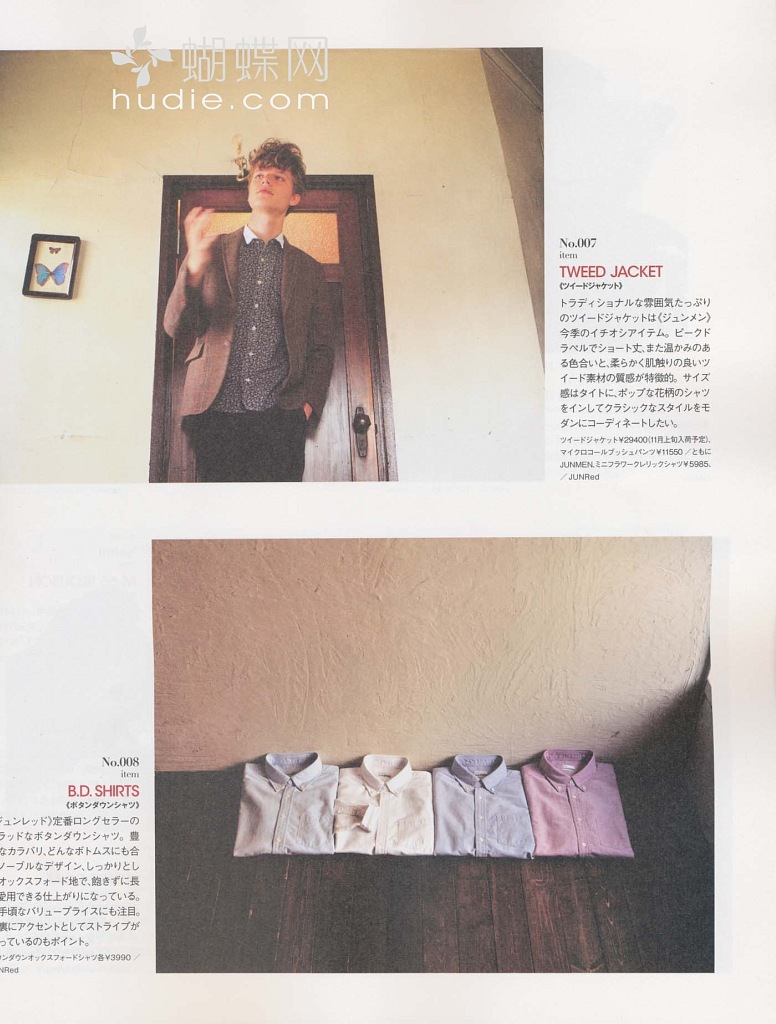 蝴蝶网
hudie.com
No.007
item
TWEED JACKET
《ツイードジャケット》
トラディショナルな雰囲気たっぷり
のツイードジャケットは《ジュンメン》
今季のイチオシアイテム。ピークド
ラペルでショート丈、また温かみのあ
る色合いと、柔らかく肌触りの良いツ
イード素材の質感が特徴的。サイズ
感はタイトに、ポップな花柄のシャツ
をインしてクラシックなスタイルをモ
ダンにコーディネートしたい。
ツイードジャケット¥29400(11月上旬入荷予定)、
マイクロコールブッシュパンツ¥11550／ともに
JUNMEN、ミニフラワークレリックシャツ¥5985、
／JUNRed
No.008
item
B.D. SHIRTS
《ボタンダウンシャツ》
ジュンレッド》定番ロングセラーの
ラッドなボタンダウンシャツ。豊
なカラバリ、どんなボトムスにも合
ノーブルなデザイン、しっかりとし
オックスフォード地で、飽きずに長
愛用できる仕上がりになっている。
手頃なバリュープライスにも注目。
裏にアクセントとしてストライプが
っているのもポイント。
ンダウンオックスフォードシャツ各¥3990／
NRed